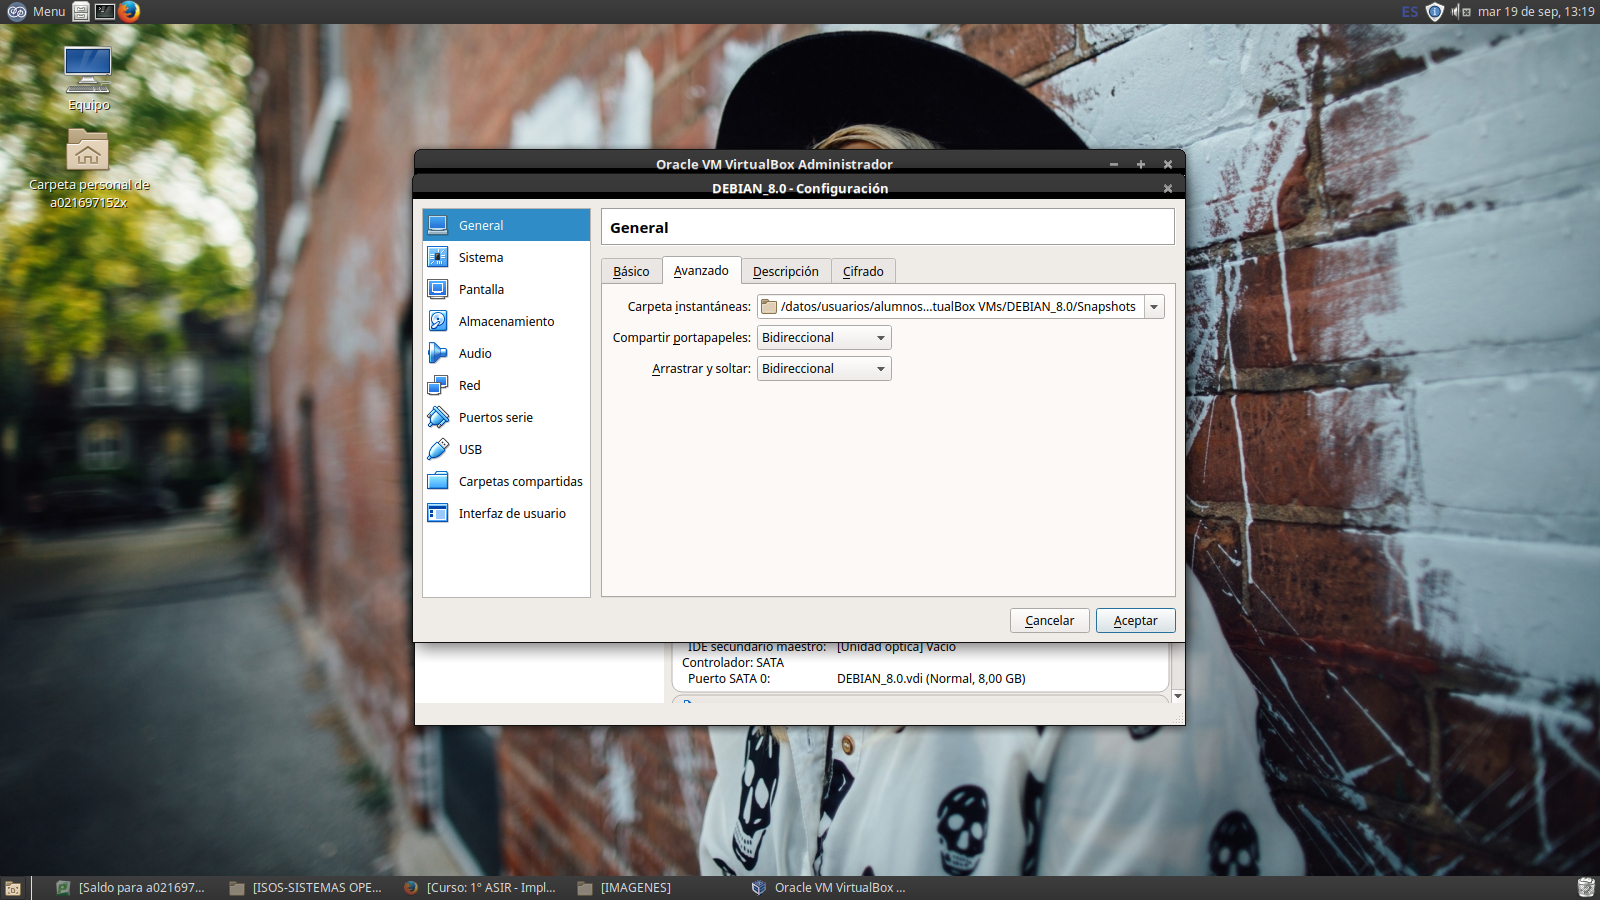 Menu
ES
mar 19 de sep, 13:19
Equipo
Carpeta personal de
a021697152x
Oracle VM VirtualBox Administrador
DEBIAN_8.0 - Configuración
General
Sistema
Pantalla
Almacenamiento
Audio
Red
Puertos serie
USB
Carpetas compartidas
Interfaz de usuario
General
Básico
Avanzado
Descripción
Cifrado
Carpeta instantáneas: /datos/usuarios/alumnos...tualBox VMs/DEBIAN_8.0/Snapshots
Compartir portapapeles: Bidireccional
Arrastrar y soltar: Bidireccional
Cancelar
Aceptar
IDE secundario maestro: [Unidad óptica] Vacío
Controlador: SATA
Puerto SATA 0: DEBIAN_8.0.vdi (Normal, 8,00 GB)
[Saldo para a021697...
[ISOS-SISTEMAS OPE...
[Curso: 1º ASIR - Impl...
[IMAGENES]
Oracle VM VirtualBox ...